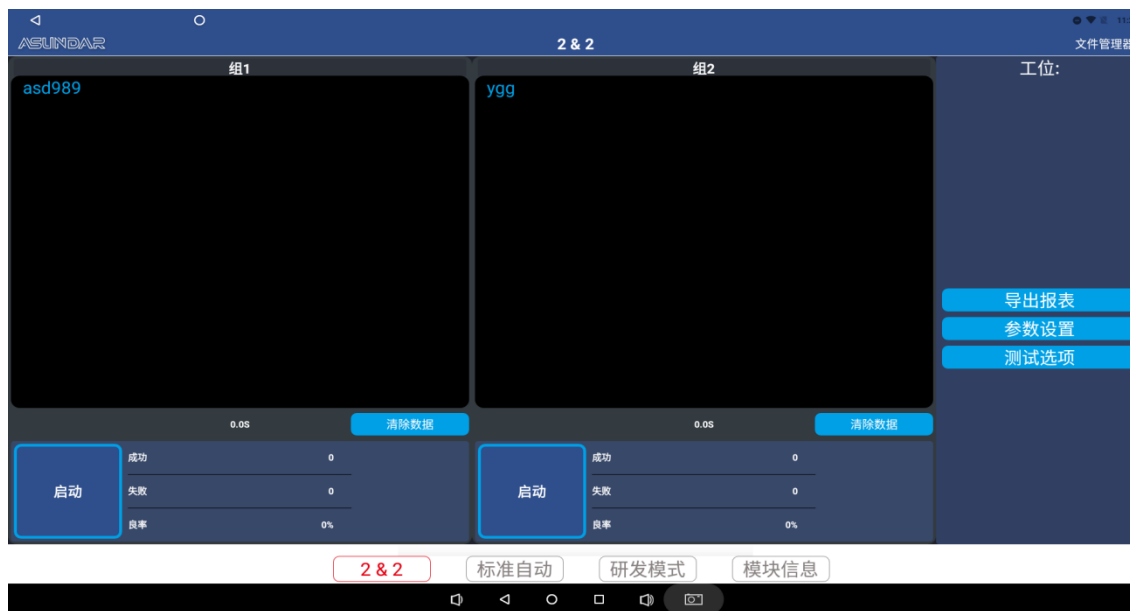 ASUNDAR
2 & 2
文件管理器
组1
组2
工位:
asd989
ygg
导出报表
参数设置
测试选项
0.0S
清除数据
0.0S
清除数据
启动
成功 0
失败 0
良率 0%
启动
成功 0
失败 0
良率 0%
2 & 2
标准自动
研发模式
模块信息